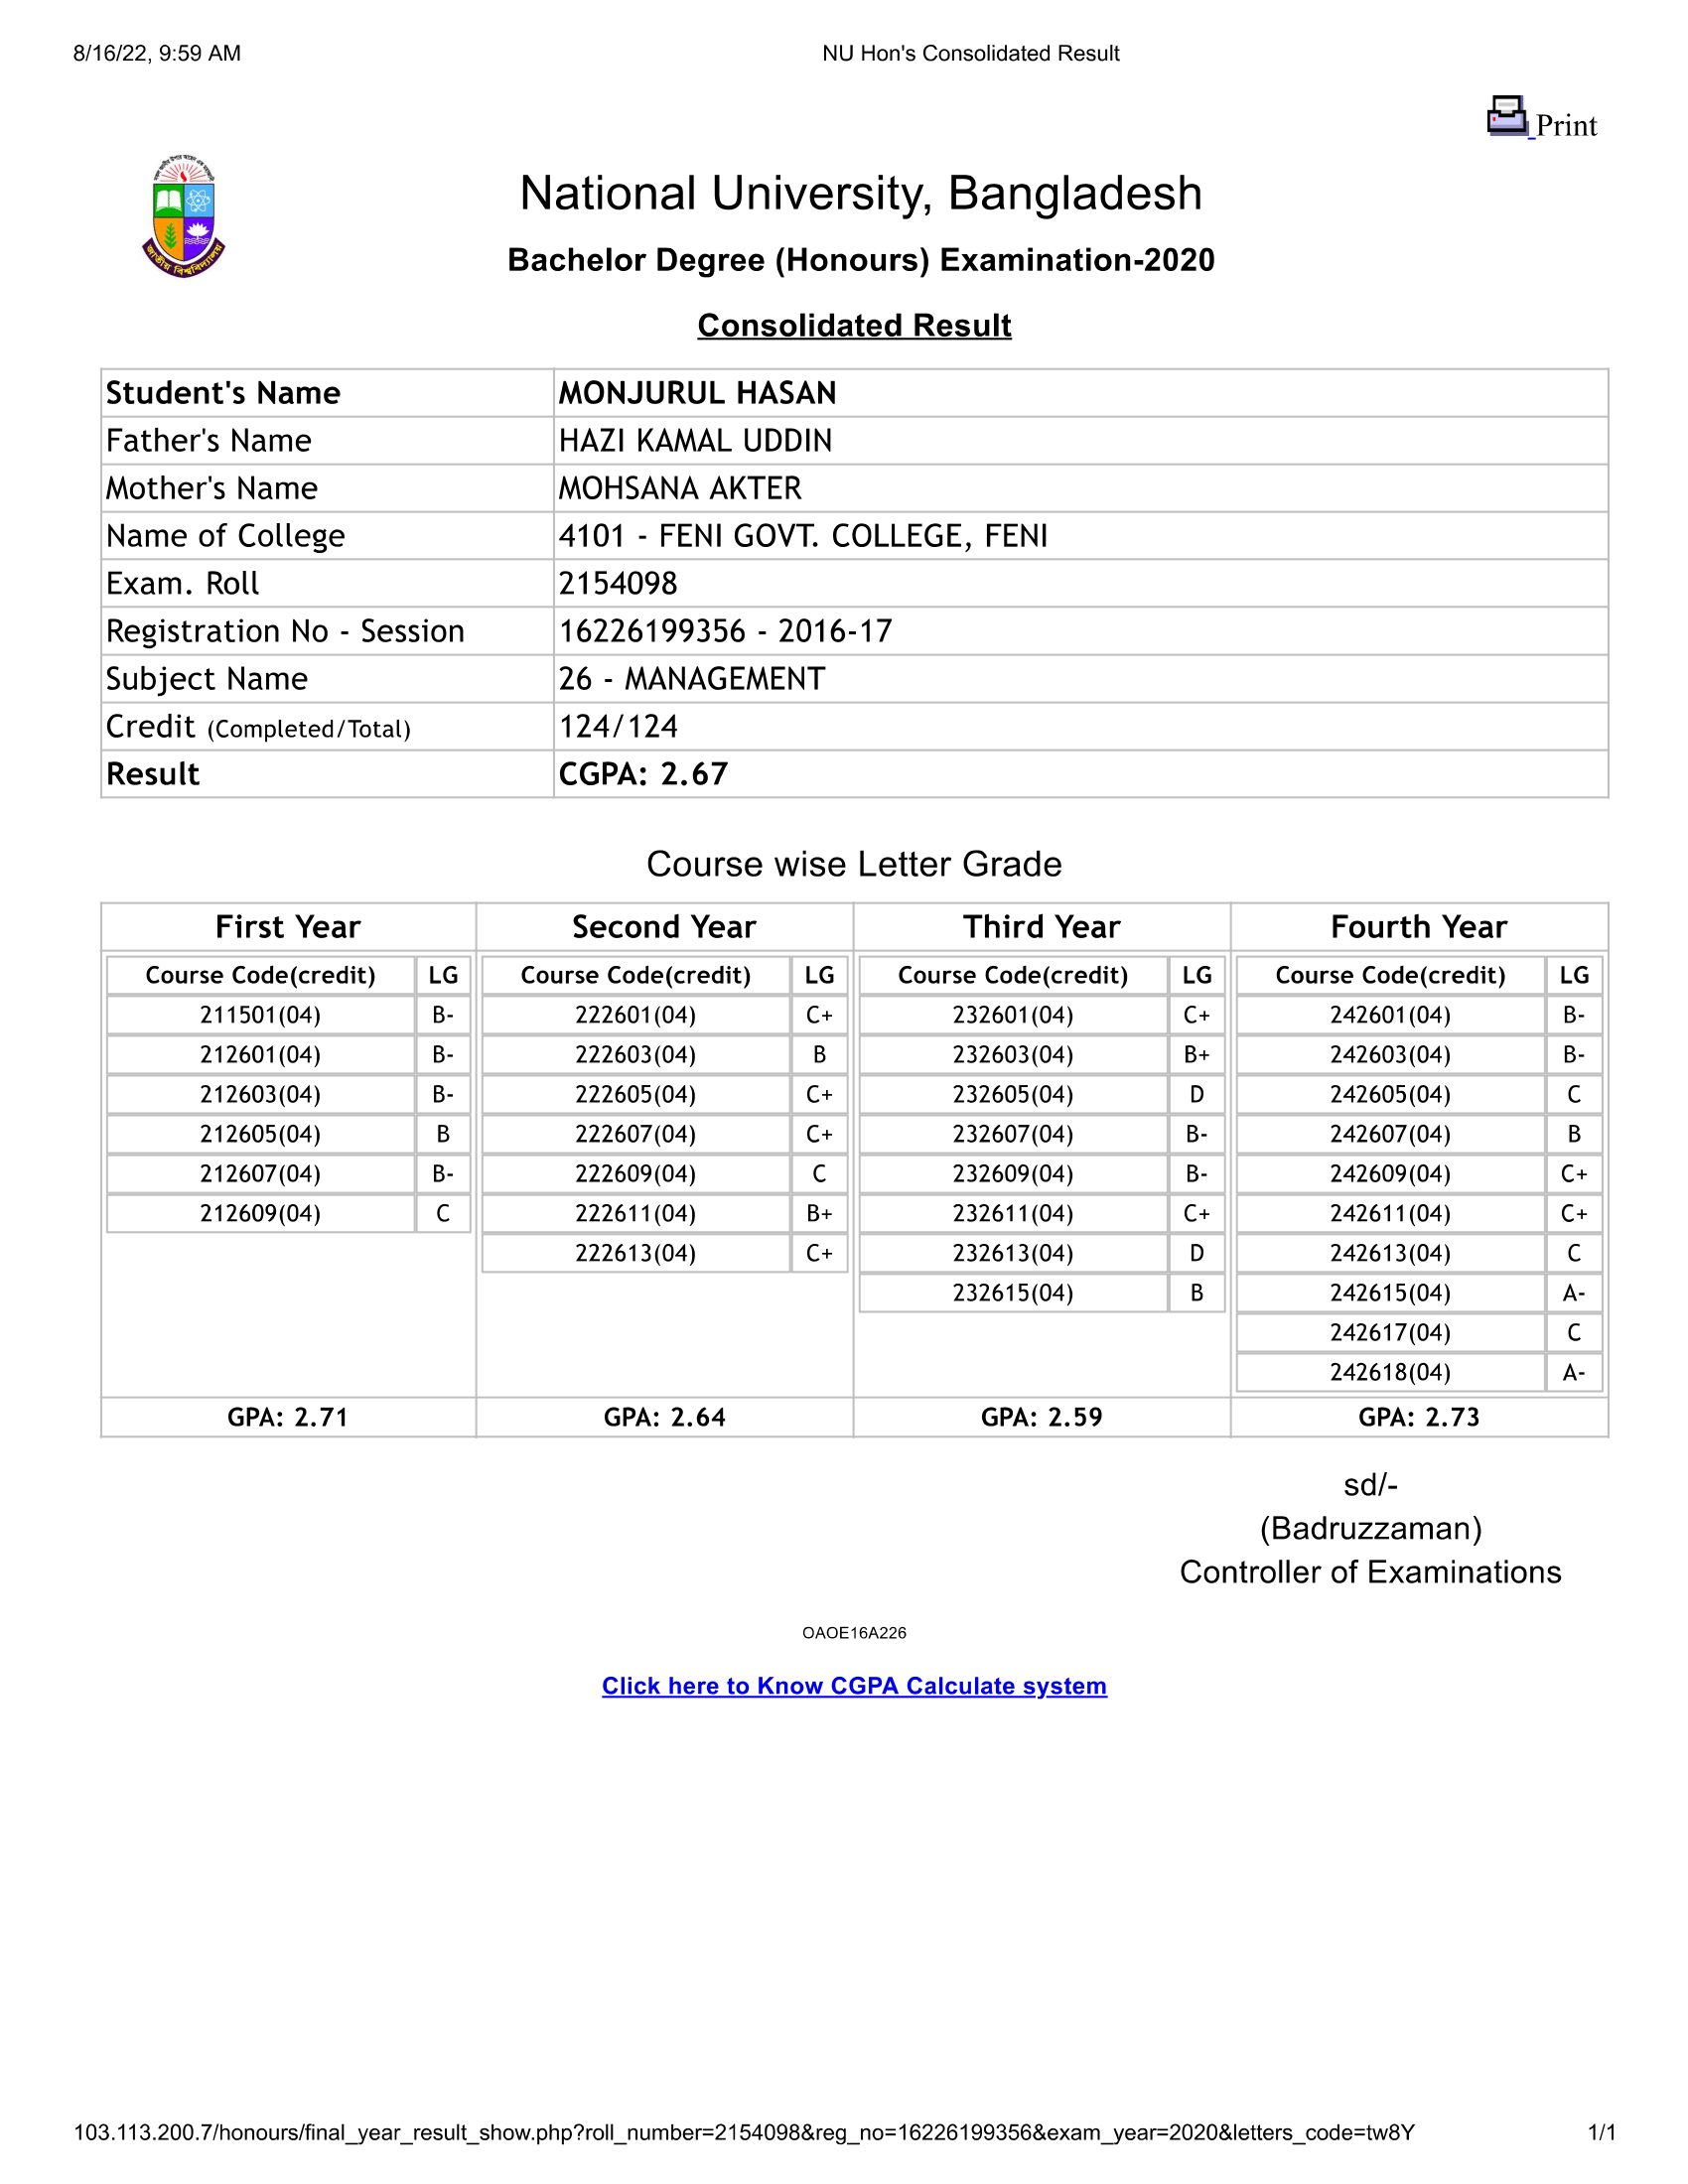 8/16/22, 9:59 AM NU Hon's Consolidated Result
Print
জাতীয় বিশ্ববিদ্যালয়
National University, Bangladesh
Bachelor Degree (Honours) Examination-2020
Consolidated Result
Student's Name MONJURUL HASAN
Father's Name HAZI KAMAL UDDIN
Mother's Name MOHSANA AKTER
Name of College 4101 - FENI GOVT. COLLEGE, FENI
Exam. Roll 2154098
Registration No - Session 16226199356 - 2016-17
Subject Name 26 - MANAGEMENT
Credit (Completed/Total) 124/124
Result CGPA: 2.67
Course wise Letter Grade
First Year Second Year Third Year Fourth Year
Course Code(credit) LG Course Code(credit) LG Course Code(credit) LG Course Code(credit) LG
211501(04) B- 222601(04) C+ 232601(04) C+ 242601(04) B-
212601(04) B- 222603(04) B 232603(04) B+ 242603(04) B-
212603(04) B- 222605(04) C+ 232605(04) D 242605(04) C
212605(04) B 222607(04) C+ 232607(04) B- 242607(04) B
212607(04) B- 222609(04) C 232609(04) B- 242609(04) C+
212609(04) C 222611(04) B+ 232611(04) C+ 242611(04) C+
222613(04) C+ 232613(04) D 242613(04) C
232615(04) B 242615(04) A-
242617(04) C
242618(04) A-
GPA: 2.71 GPA: 2.64 GPA: 2.59 GPA: 2.73
sd/-
(Badruzzaman)
Controller of Examinations
OAOE16A226
Click here to Know CGPA Calculate system
103.113.200.7/honours/final_year_result_show.php?roll_number=2154098&reg_no=16226199356&exam_year=2020&letters_code=tw8Y 1/1